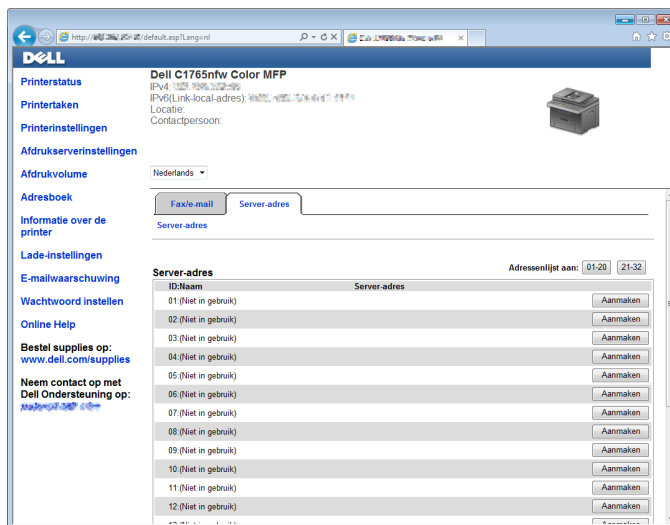 http://
/default.asp?Lang=nl
DELL
Dell C1765nfw Color MFP
IPv4:
IPv6(Link-local-adres):
Locatie:
Contactpersoon:
Printerstatus
Printertaken
Printerinstellingen
Afdrukserverinstellingen
Afdrukvolume
Adresboek
Informatie over de
printer
Lade-instellingen
E-mailwaarschuwing
Wachtwoord instellen
Online Help
Bestel supplies op:
www.dell.com/supplies
Neem contact op met
Dell Ondersteuning op:
Nederlands
Fax/e-mail Server-adres
Server-adres
Server-adres Adressenlijst aan: 01-20 21-32
ID:Naam Server-adres
01:(Niet in gebruik) Aanmaken
02:(Niet in gebruik) Aanmaken
03:(Niet in gebruik) Aanmaken
04:(Niet in gebruik) Aanmaken
05:(Niet in gebruik) Aanmaken
06:(Niet in gebruik) Aanmaken
07:(Niet in gebruik) Aanmaken
08:(Niet in gebruik) Aanmaken
09:(Niet in gebruik) Aanmaken
10:(Niet in gebruik) Aanmaken
11:(Niet in gebruik) Aanmaken
12:(Niet in gebruik) Aanmaken